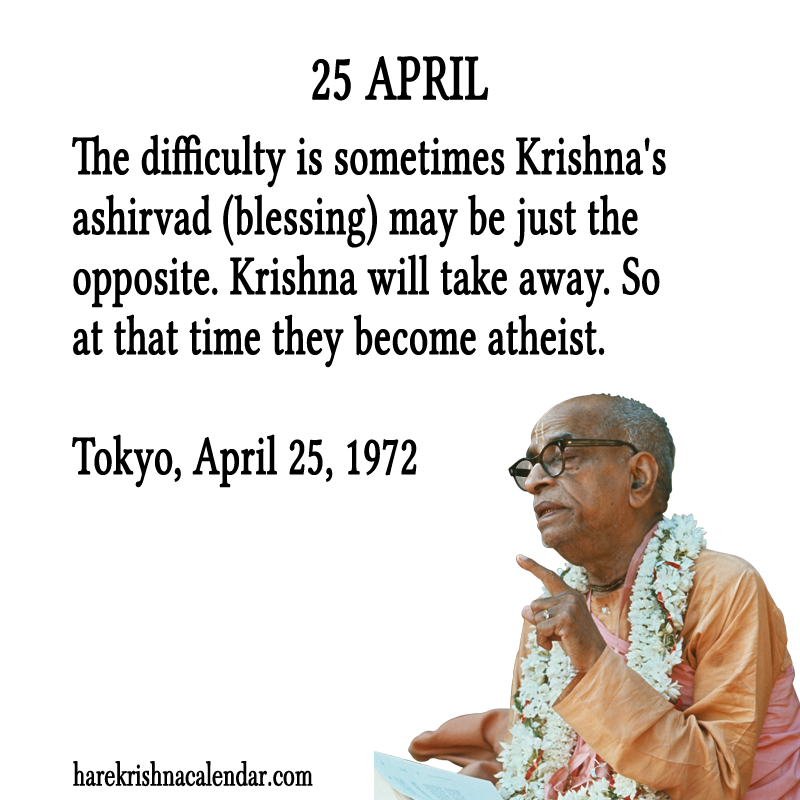 25 APRIL
The difficulty is sometimes Krishna's
ashirvad (blessing) may be just the
opposite. Krishna will take away. So
at that time they become atheist.
Tokyo, April 25, 1972
harekrishnacalendar.com